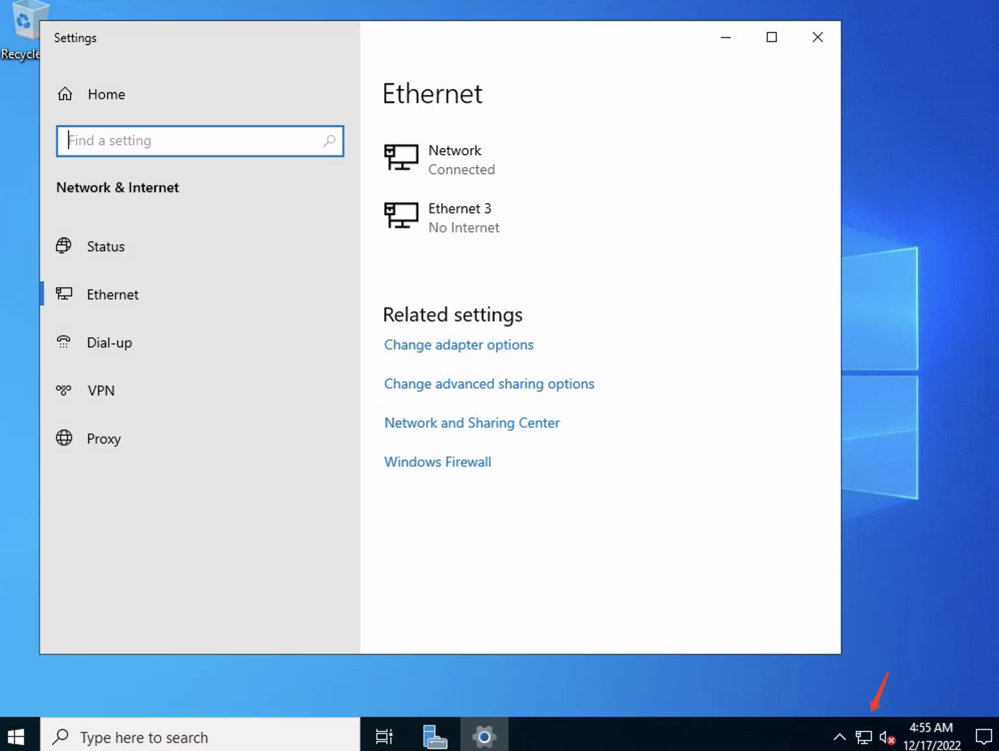 Recycle
Settings
Home
Find a setting
Network & Internet
Status
Ethernet
Dial-up
VPN
Proxy
Ethernet
Network
Connected
Ethernet 3
No Internet
Related settings
Change adapter options
Change advanced sharing options
Network and Sharing Center
Windows Firewall
Type here to search
4:55 AM
12/17/2022